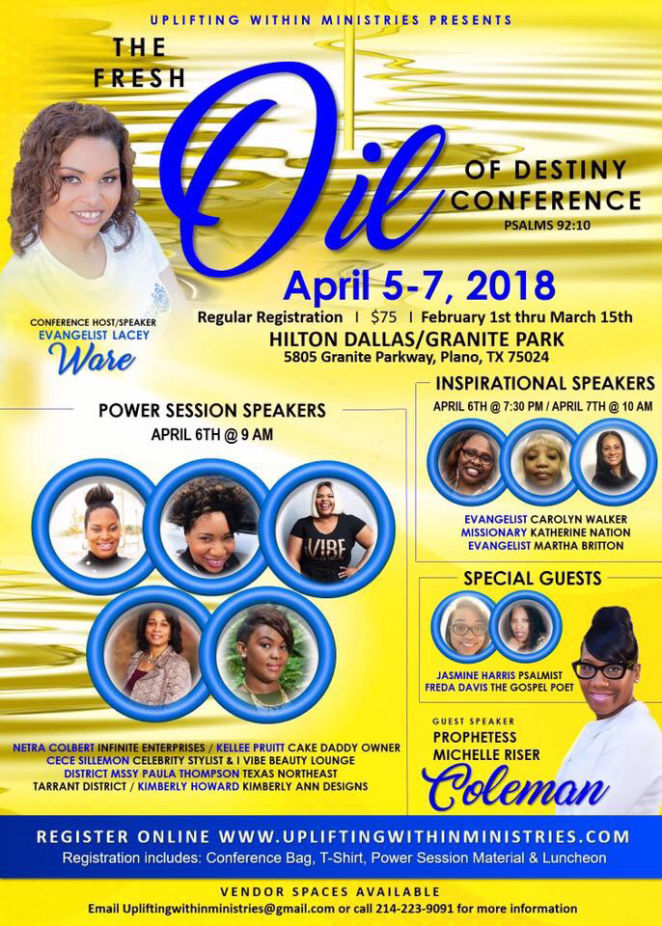 UPLIFTING WITHIN MINISTRIES PRESENTS
THE
FRESH
Oil
OF DESTINY
CONFERENCE
PSALMS 92:10
April 5-7, 2018
Regular Registration | $75 | February 1st thru March 15th
HILTON DALLAS/GRANITE PARK
5805 Granite Parkway, Plano, TX 75024
CONFERENCE HOST/SPEAKER
EVANGELIST LACEY
Ware
POWER SESSION SPEAKERS
APRIL 6TH @ 9 AM
VIBE
NETRA COLBERT INFINITE ENTERPRISES / KELLEE PRUITT CAKE DADDY OWNER
CECE SILLEMON CELEBRITY STYLIST & I VIBE BEAUTY LOUNGE
DISTRICT MSSY PAULA THOMPSON TEXAS NORTHEAST
TARRANT DISTRICT / KIMBERLY HOWARD KIMBERLY ANN DESIGNS
INSPIRATIONAL SPEAKERS
APRIL 6TH @ 7:30 PM / APRIL 7TH @ 10 AM
EVANGELIST CAROLYN WALKER
MISSIONARY KATHERINE NATION
EVANGELIST MARTHA BRITTON
SPECIAL GUESTS
JASMINE HARRIS PSALMIST
FREDA DAVIS THE GOSPEL POET
GUEST SPEAKER
PROPHETESS
MICHELLE RISER
Coleman
REGISTER ONLINE WWW.UPLIFTINGWITHINMINISTRIES.COM
Registration includes: Conference Bag, T-Shirt, Power Session Material & Luncheon
VENDOR SPACES AVAILABLE
Email Upliftingwithinministries@gmail.com or call 214-223-9091 for more information